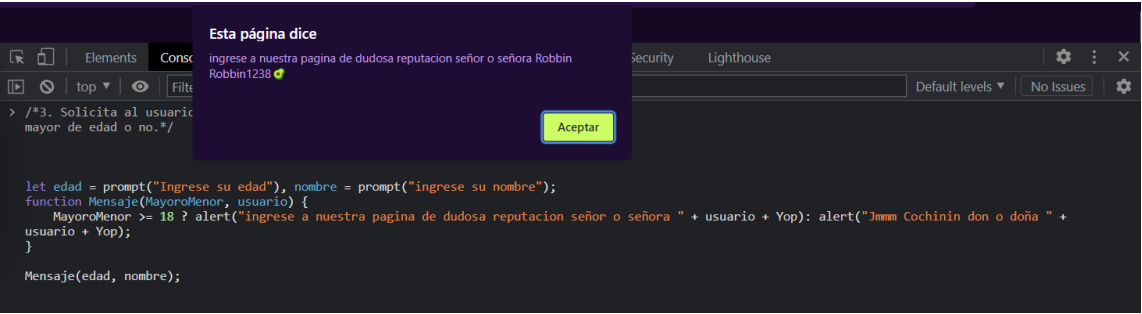 Esta página dice
ingrese a nuestra pagina de dudosa reputacion señor o señora Robbin
Robbin1238🥑
Aceptar
Elements Conso Security Lighthouse
top ▼ Filte Default levels ▼ No Issues
> /*3. Solicita al usuario
mayor de edad o no.*/
let edad = prompt("Ingrese su edad"), nombre = prompt("ingrese su nombre");
function Mensaje(MayoroMenor, usuario) {
MayoroMenor >= 18 ? alert("ingrese a nuestra pagina de dudosa reputacion señor o señora " + usuario + Yop): alert("Jmmm Cochinin don o doña " +
usuario + Yop);
}
Mensaje(edad, nombre);